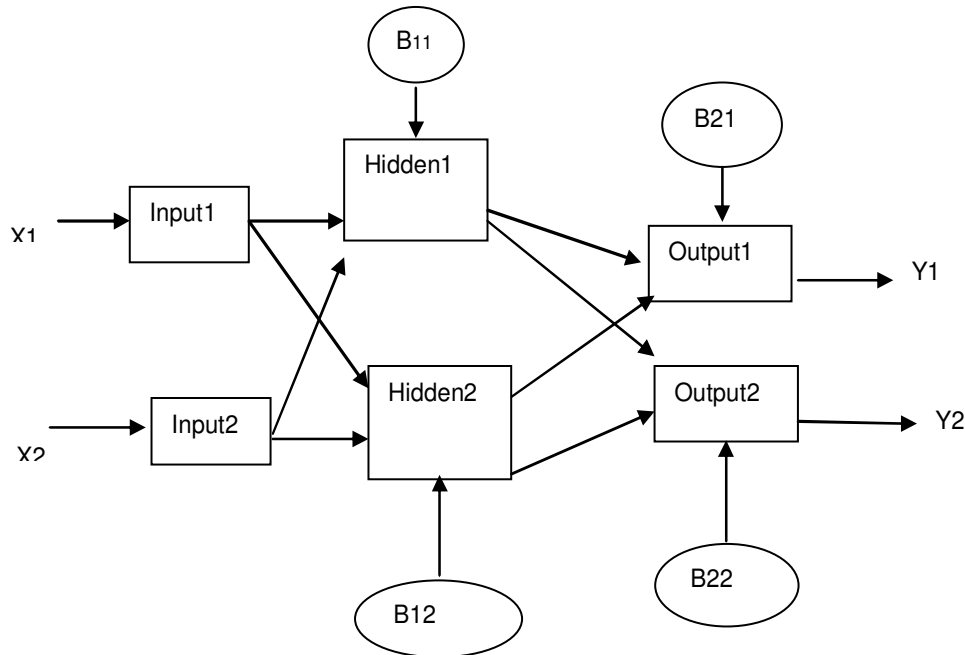 B11
B21
Hidden1
Input1
X1
Output1
Y1
Hidden2
Output2
Input2
Y2
X2
B22
B12